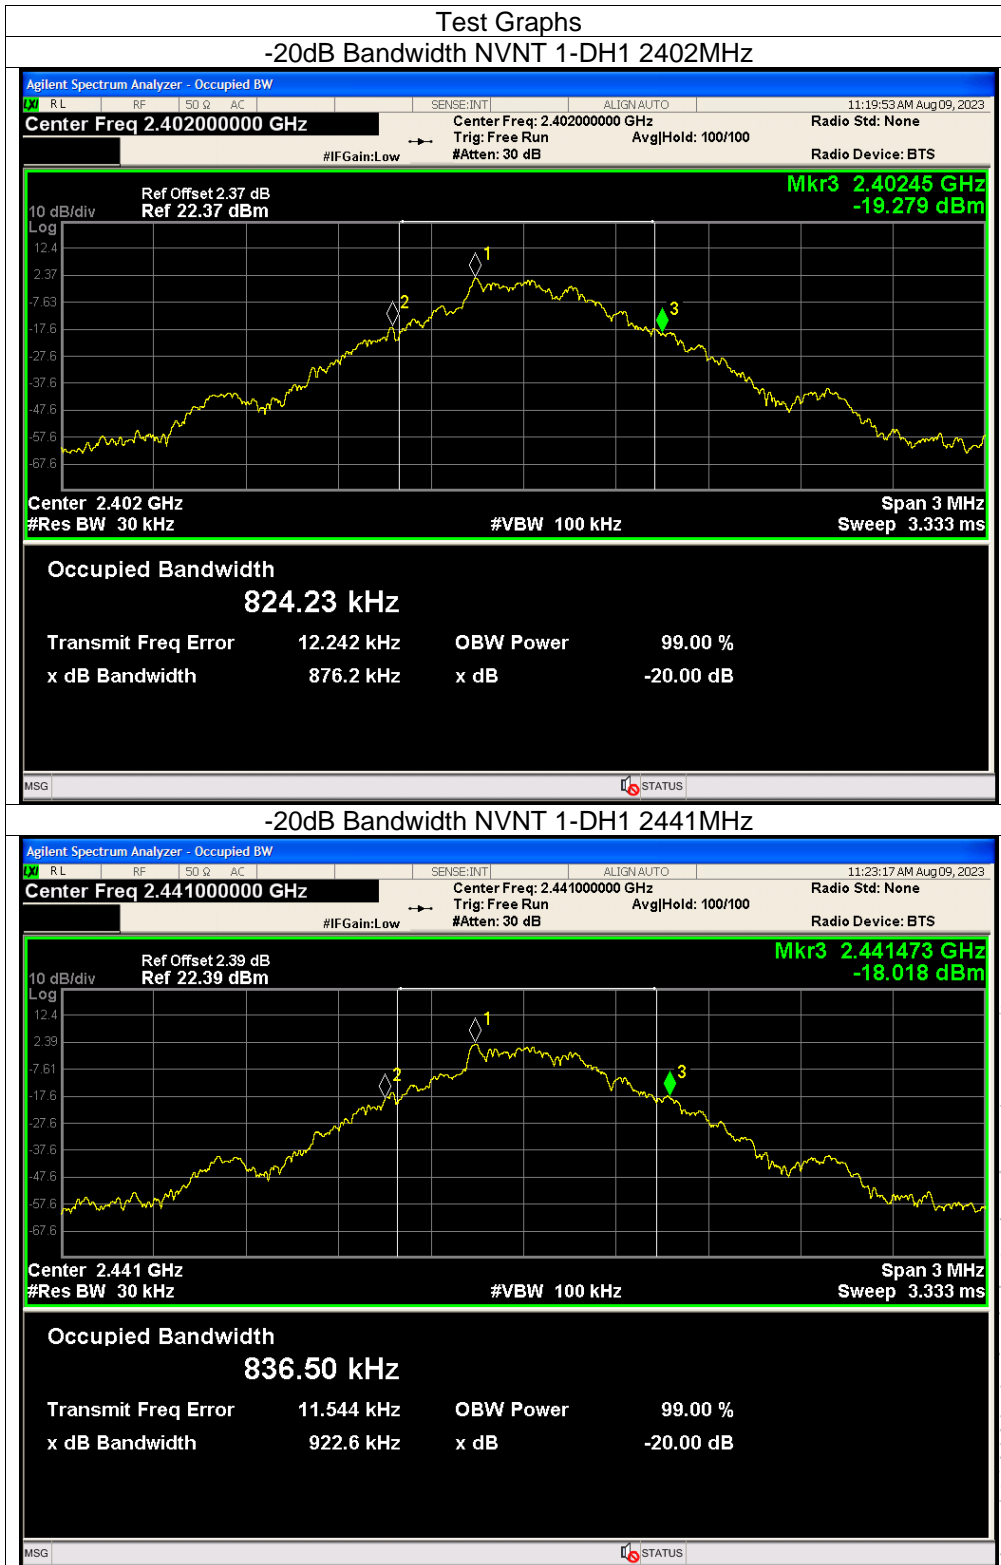 Test Graphs
-20dB Bandwidth NVNT 1-DH1 2402MHz
Agilent Spectrum Analyzer - Occupied BW
LXI RL RF 50 Ω AC SENSE:INT ALIGN AUTO 11:19:53 AM Aug 09, 2023
Center Freq 2.402000000 GHz Center Freq: 2.402000000 GHz Radio Std: None
Trig: Free Run Avg|Hold: 100/100
#IFGain:Low #Atten: 30 dB Radio Device: BTS
Mkr3 2.40245 GHz
-19.279 dBm
Ref Offset 2.37 dB
10 dB/div Ref 22.37 dBm
Log
12.4
2.37
-7.63
-17.6
-27.6
-37.6
-47.6
-57.6
-67.6
1
2
3
Center 2.402 GHz Span 3 MHz
#Res BW 30 kHz #VBW 100 kHz Sweep 3.333 ms
Occupied Bandwidth
824.23 kHz
Transmit Freq Error 12.242 kHz OBW Power 99.00 %
x dB Bandwidth 876.2 kHz x dB -20.00 dB
MSG STATUS
-20dB Bandwidth NVNT 1-DH1 2441MHz
Agilent Spectrum Analyzer - Occupied BW
LXI RL RF 50 Ω AC SENSE:INT ALIGN AUTO 11:23:17 AM Aug 09, 2023
Center Freq 2.441000000 GHz Center Freq: 2.441000000 GHz Radio Std: None
Trig: Free Run Avg|Hold: 100/100
#IFGain:Low #Atten: 30 dB Radio Device: BTS
Mkr3 2.441473 GHz
-18.018 dBm
Ref Offset 2.39 dB
10 dB/div Ref 22.39 dBm
Log
12.4
2.39
-7.61
-17.6
-27.6
-37.6
-47.6
-57.6
-67.6
1
2
3
Center 2.441 GHz Span 3 MHz
#Res BW 30 kHz #VBW 100 kHz Sweep 3.333 ms
Occupied Bandwidth
836.50 kHz
Transmit Freq Error 11.544 kHz OBW Power 99.00 %
x dB Bandwidth 922.6 kHz x dB -20.00 dB
MSG STATUS